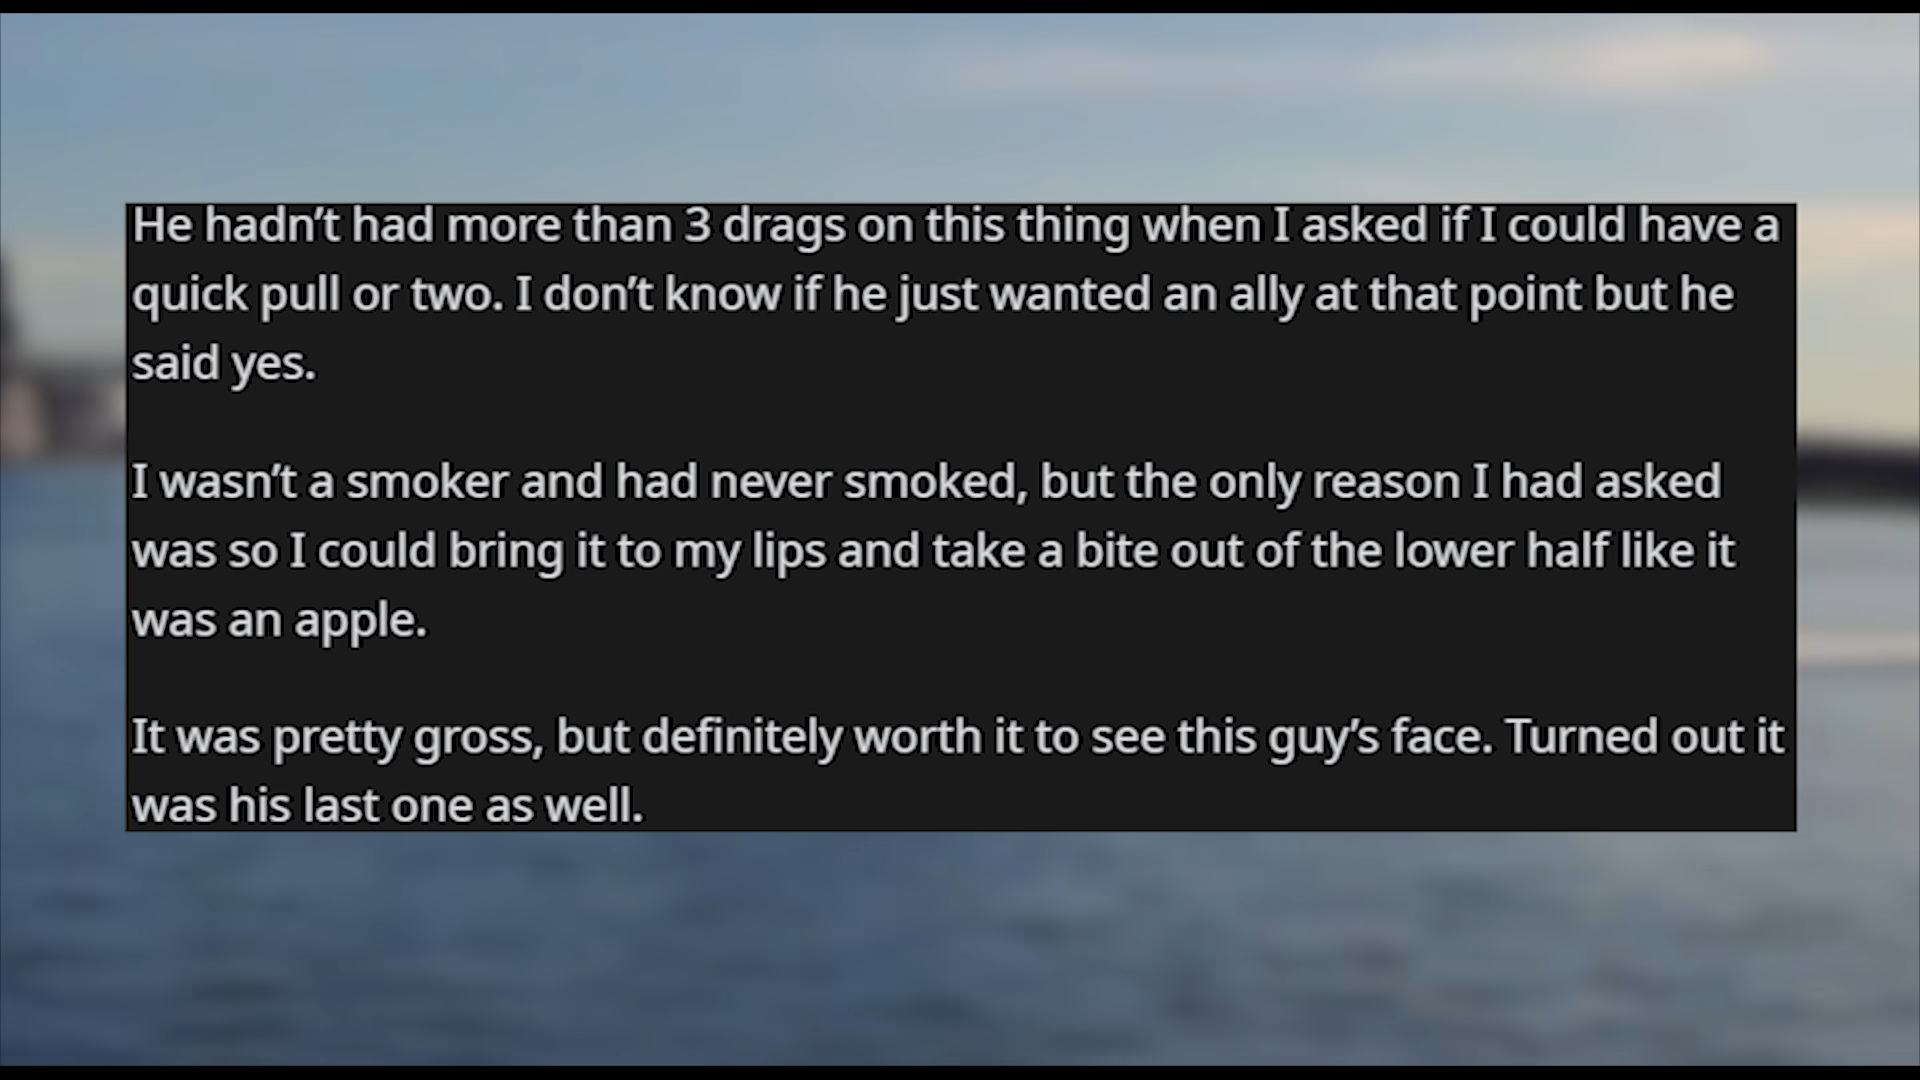 He hadn’t had more than 3 drags on this thing when I asked if I could have a
quick pull or two. I don’t know if he just wanted an ally at that point but he
said yes.
I wasn’t a smoker and had never smoked, but the only reason I had asked
was so I could bring it to my lips and take a bite out of the lower half like it
was an apple.
It was pretty gross, but definitely worth it to see this guy’s face. Turned out it
was his last one as well.